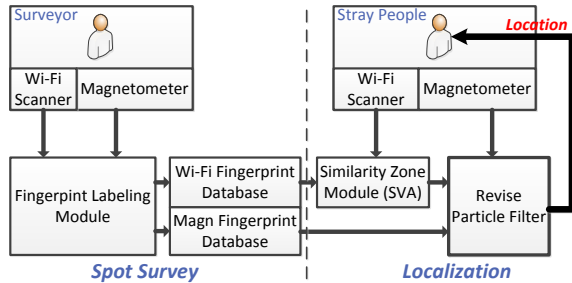 Surveyor
Wi-Fi
Scanner
Magnetometer
Fingerpint Labeling
Module
Wi-Fi Fingerprint
Database
Magn Fingerprint
Database
Spot Survey
Stray People
Location
Wi-Fi
Scanner
Magnetometer
Similarity Zone
Module (SVA)
Revise
Particle Filter
Localization